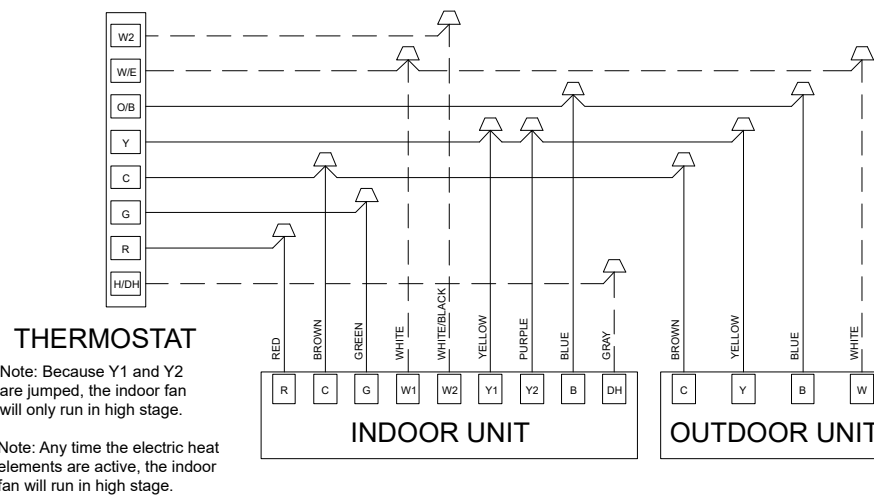 W2
W/E
O/B
Y
C
G
R
H/DH
THERMOSTAT
Note: Because Y1 and Y2
are jumped, the indoor fan
will only run in high stage.
Note: Any time the electric heat
elements are active, the indoor
fan will run in high stage.
RED
BROWN
GREEN
WHITE
WHITE/BLACK
YELLOW
PURPLE
BLUE
GRAY
BROWN
YELLOW
BLUE
WHITE
R
C
G
W1
W2
Y1
Y2
B
DH
C
Y
B
W
INDOOR UNIT
OUTDOOR UNIT